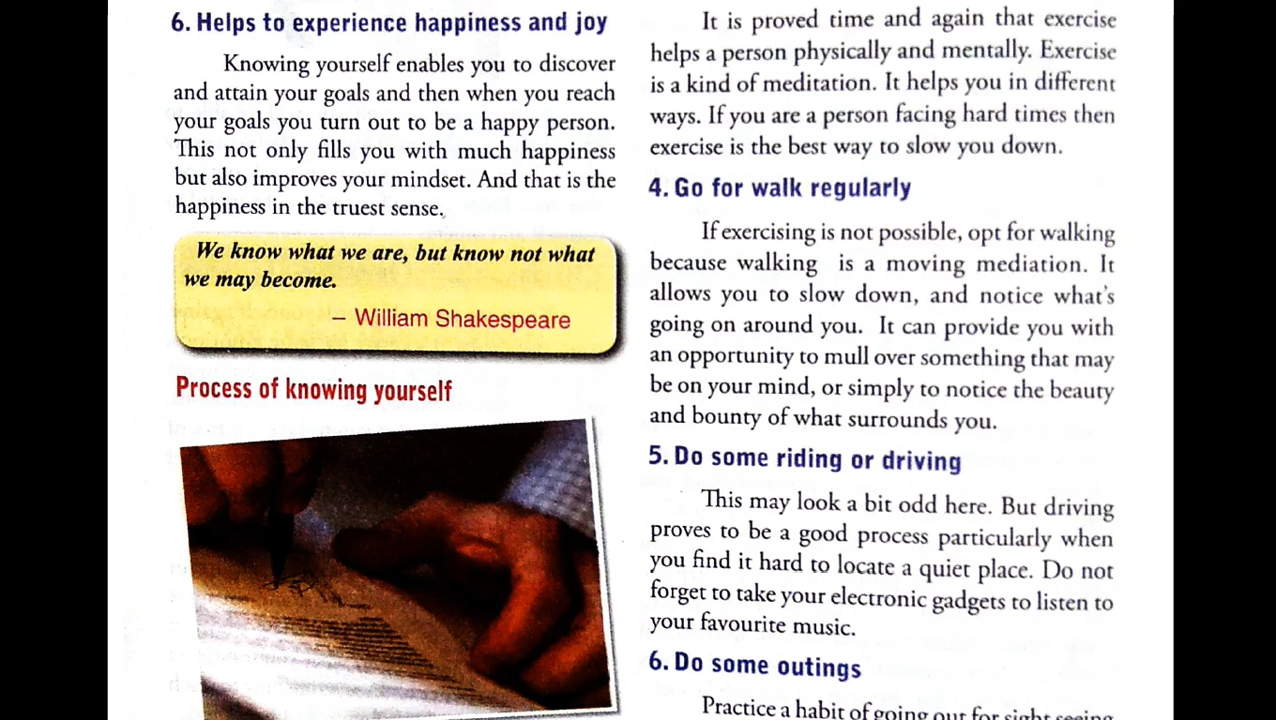 6. Helps to experience happiness and joy
Knowing yourself enables you to discover
and attain your goals and then when you reach
your goals you turn out to be a happy person.
This not only fills you with much happiness
but also improves your mindset. And that is the
happiness in the truest sense.
We know what we are, but know not what
we may become.
– William Shakespeare
Process of knowing yourself
It is proved time and again that exercise
helps a person physically and mentally. Exercise
is a kind of meditation. It helps you in different
ways. If you are a person facing hard times then
exercise is the best way to slow you down.
4. Go for walk regularly
If exercising is not possible, opt for walking
because walking is a moving mediation. It
allows you to slow down, and notice what's
going on around you. It can provide you with
an opportunity to mull over something that may
be on your mind, or simply to notice the beauty
and bounty of what surrounds you.
5. Do some riding or driving
This may look a bit odd here. But driving
proves to be a good process particularly when
you find it hard to locate a quiet place. Do not
forget to take your electronic gadgets to listen to
your favourite music.
6. Do some outings
Practice a habit of going out for sight seeing